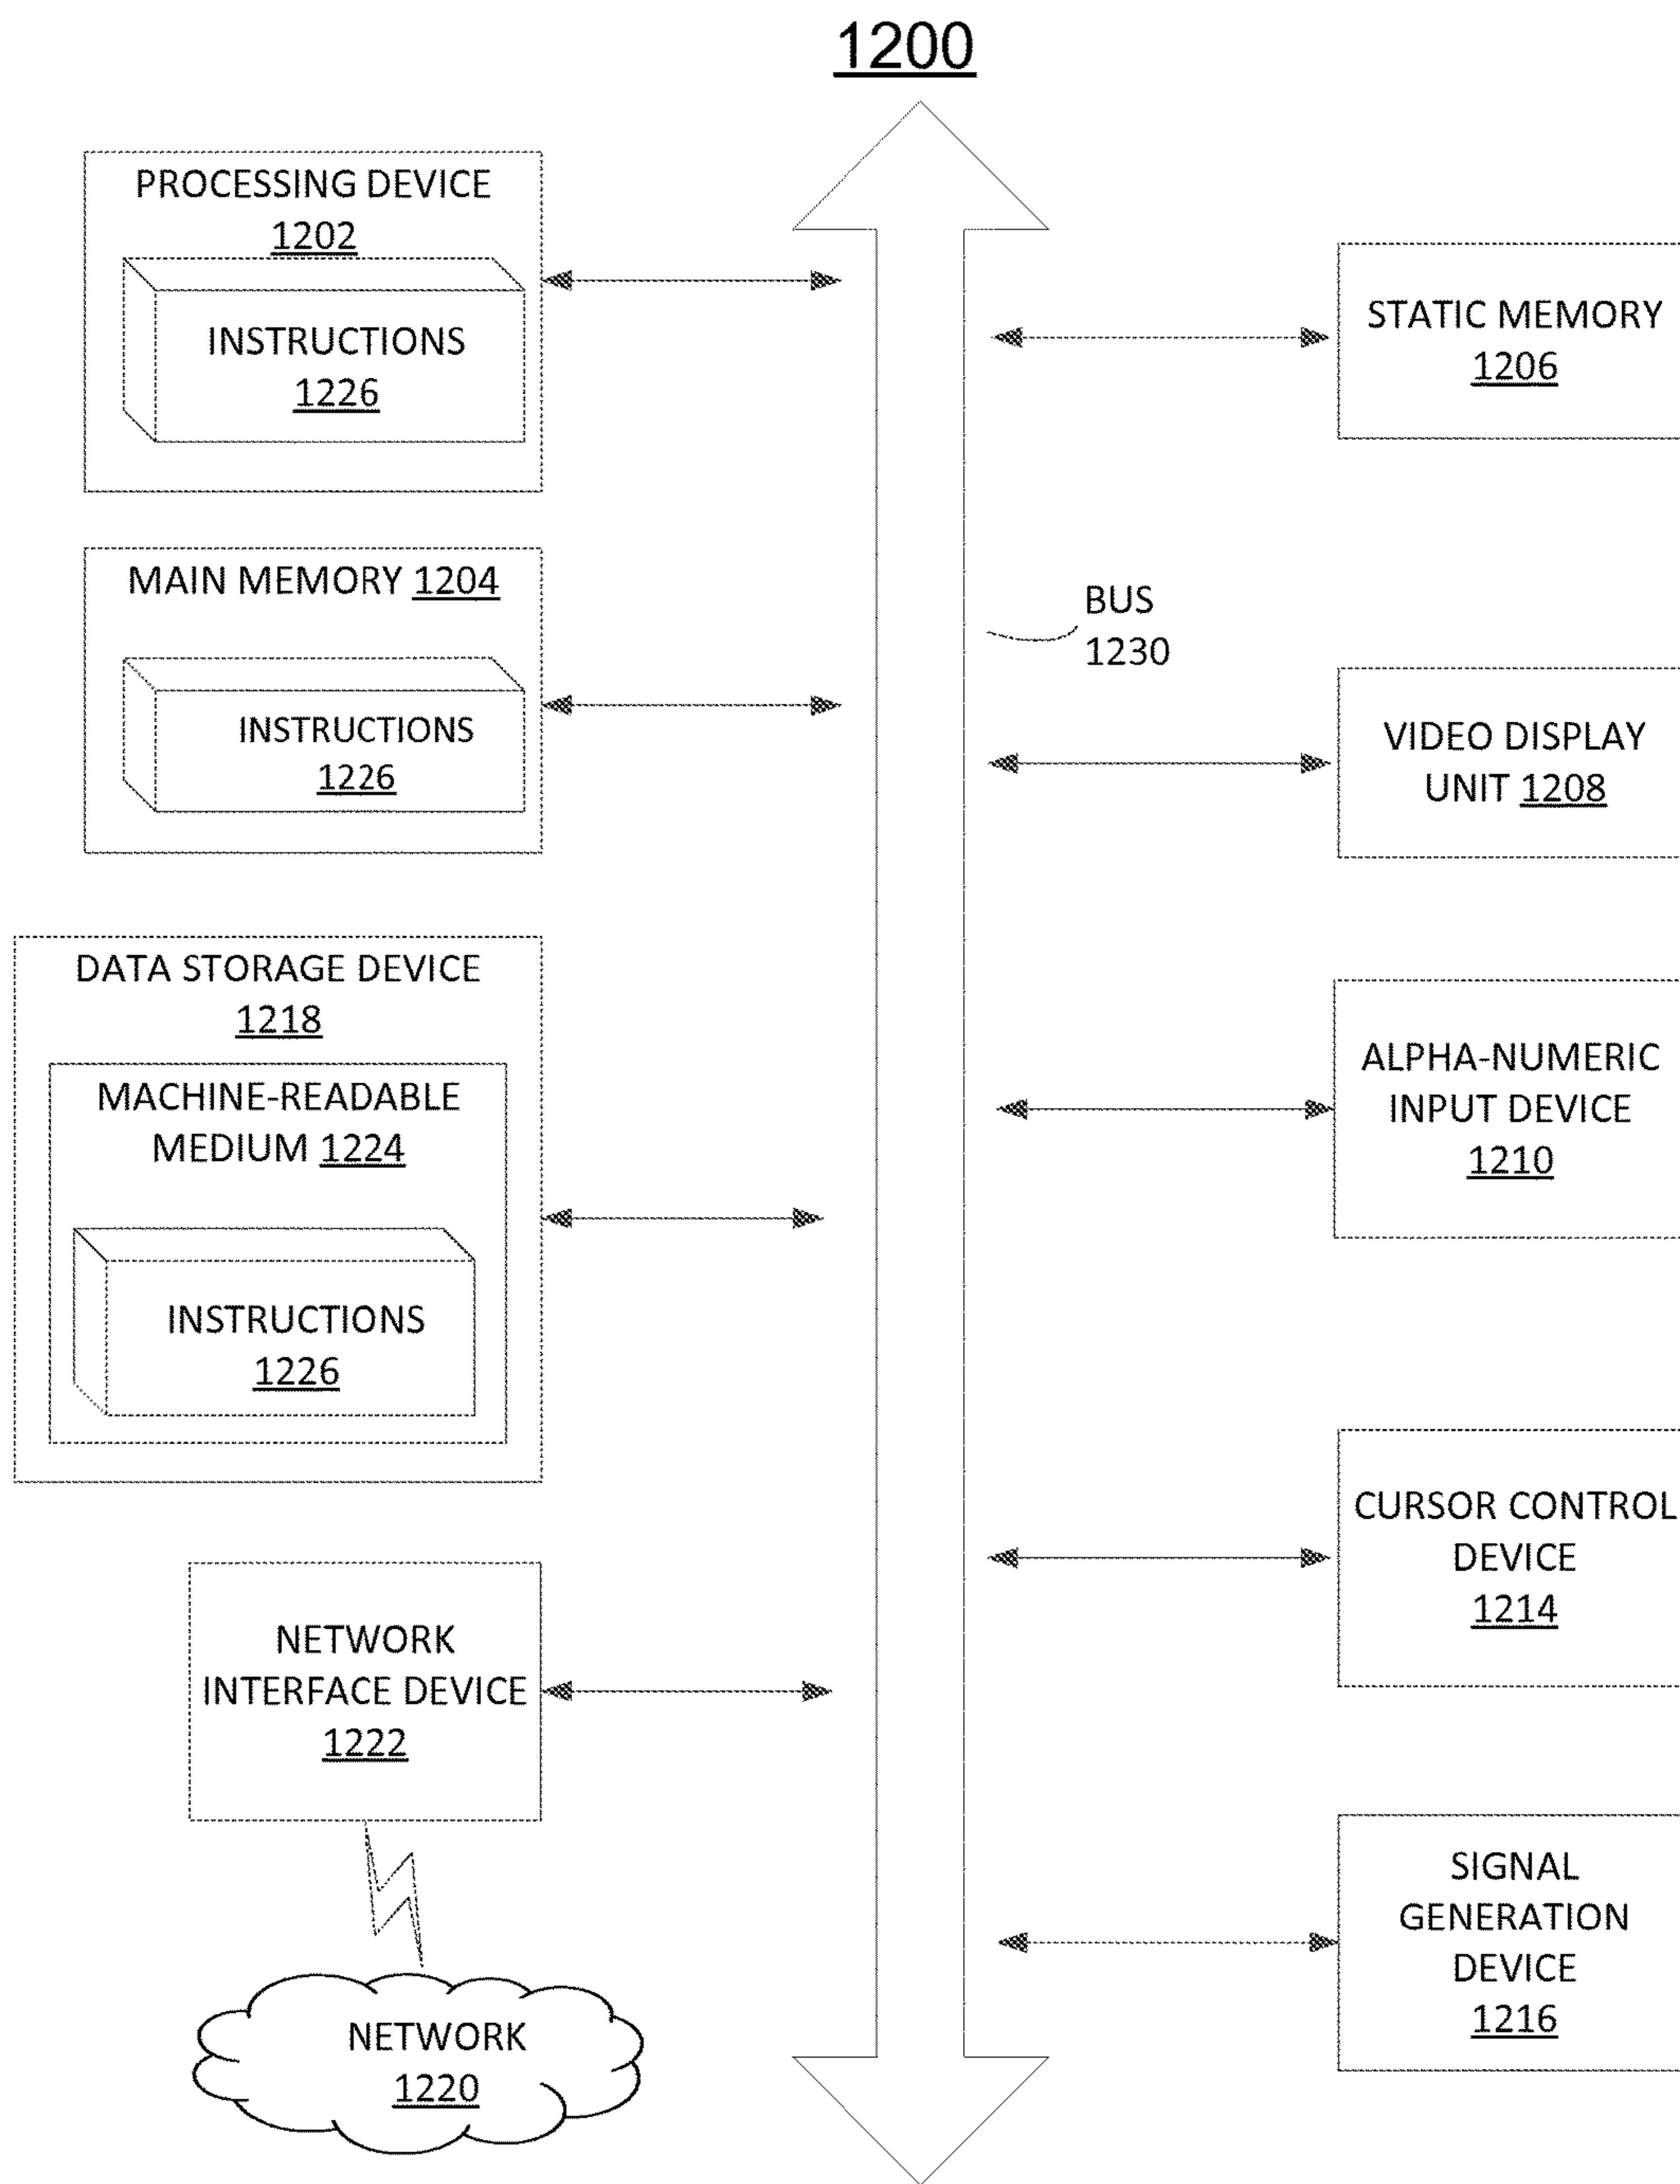 1200
PROCESSING DEVICE
1202
INSTRUCTIONS
1226
MAIN MEMORY 1204
INSTRUCTIONS
1226
DATA STORAGE DEVICE
1218
MACHINE-READABLE
MEDIUM 1224
INSTRUCTIONS
1226
NETWORK
INTERFACE DEVICE
1222
NETWORK
1220
BUS
1230
STATIC MEMORY
1206
VIDEO DISPLAY
UNIT 1208
ALPHA-NUMERIC
INPUT DEVICE
1210
CURSOR CONTROL
DEVICE
1214
SIGNAL
GENERATION
DEVICE
1216